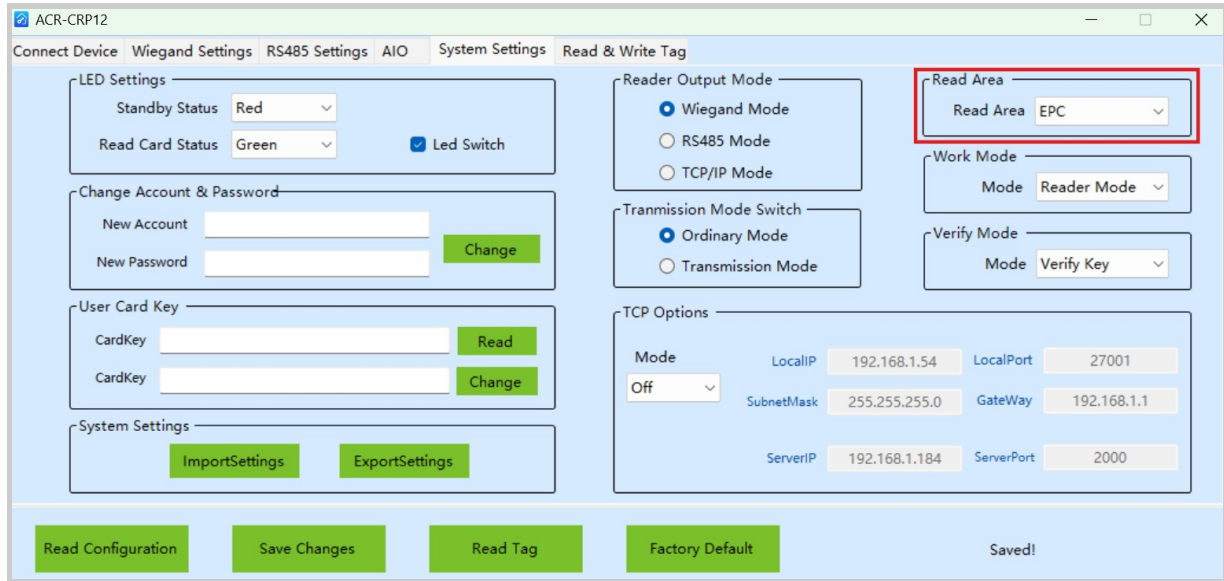 ACR-CRP12
Connect Device Wiegand Settings RS485 Settings AIO System Settings Read & Write Tag
LED Settings
Standby Status Red
Read Card Status Green Led Switch
Change Account & Password
New Account
New Password
Change
User Card Key
CardKey Read
CardKey Change
System Settings
ImportSettings ExportSettings
Reader Output Mode
Wiegand Mode
RS485 Mode
TCP/IP Mode
Tranmission Mode Switch
Ordinary Mode
Transmission Mode
Read Area
Read Area EPC
Work Mode
Mode Reader Mode
Verify Mode
Mode Verify Key
TCP Options
Mode
Off
LocalIP 192.168.1.54 LocalPort 27001
SubnetMask 255.255.255.0 GateWay 192.168.1.1
ServerIP 192.168.1.184 ServerPort 2000
Read Configuration Save Changes Read Tag Factory Default Saved!